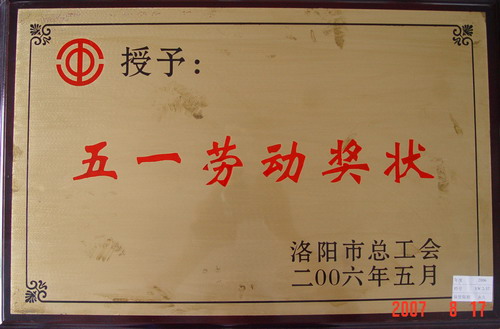 授予：
五一劳动奖状
洛阳市总工会
二00六年五月
2007 8 17